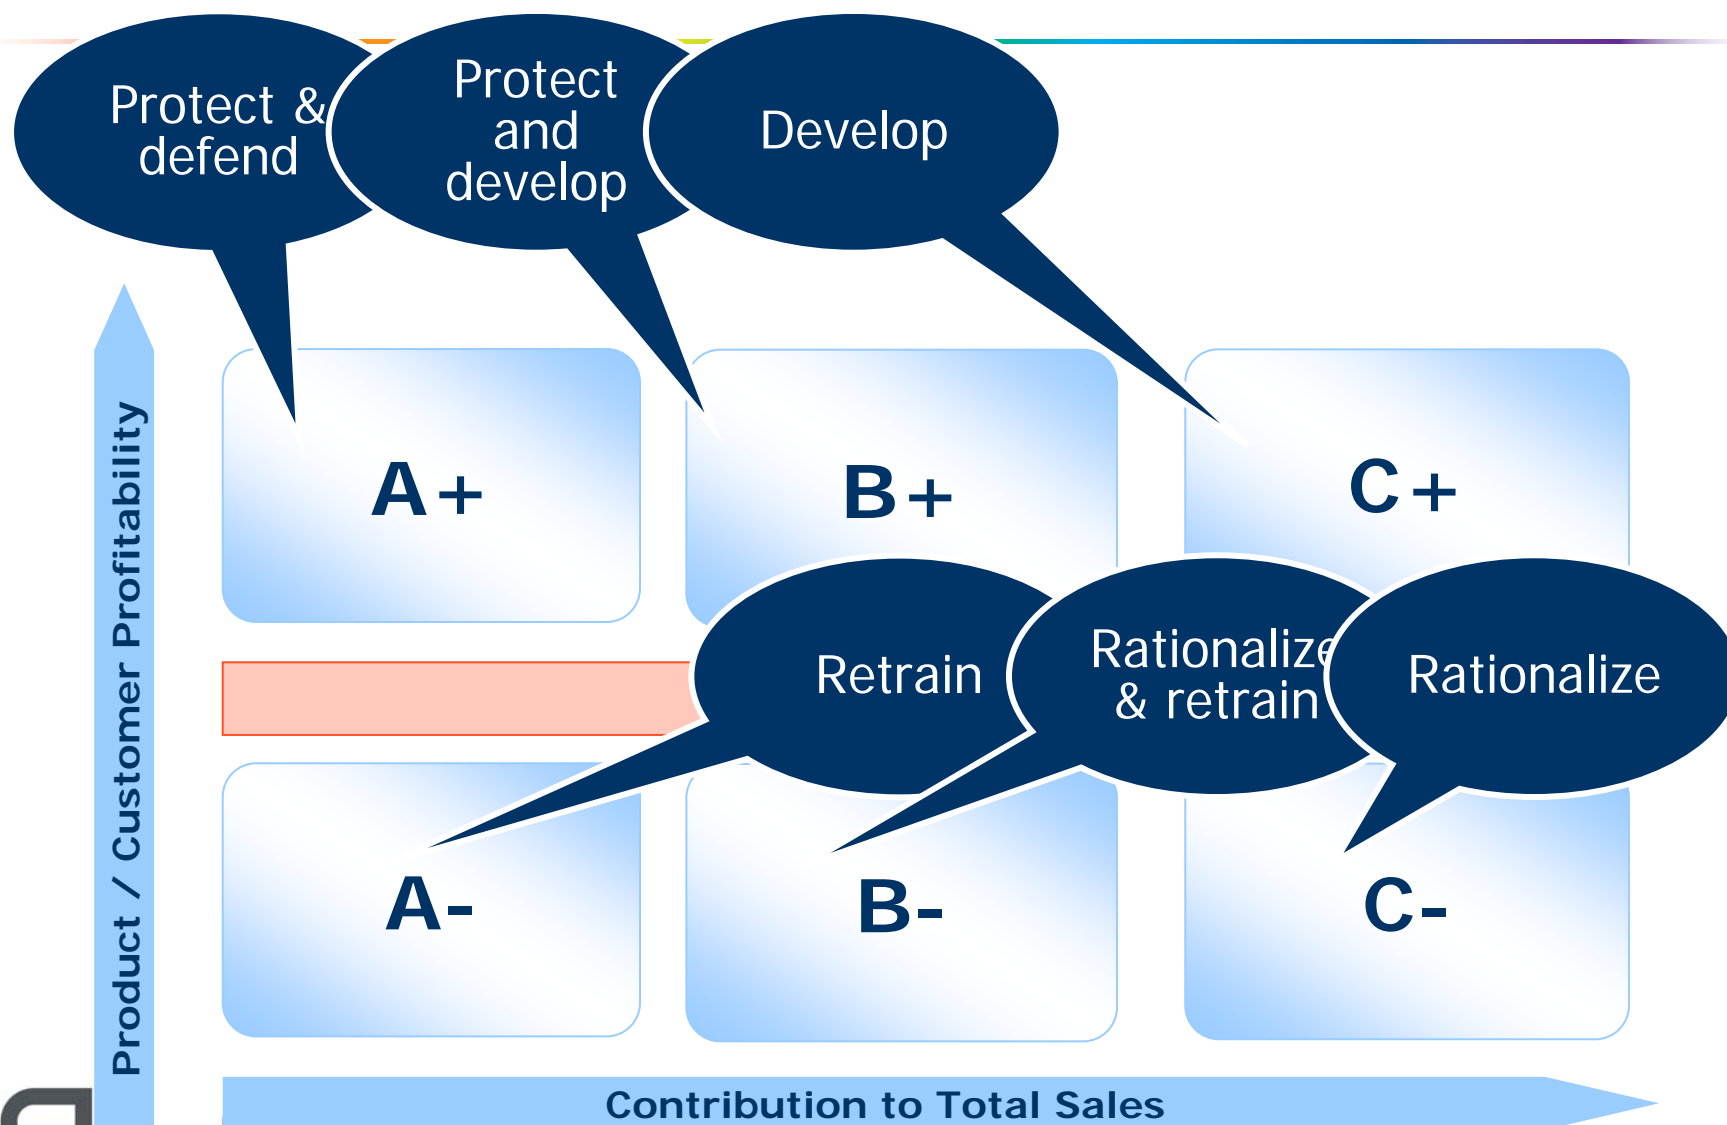 Protect &
defend
Protect
and
develop
Develop
Product / Customer Profitability
A+
B+
C+
Retrain
Rationalize
& retrain
Rationalize
A-
B-
C-
Contribution to Total Sales